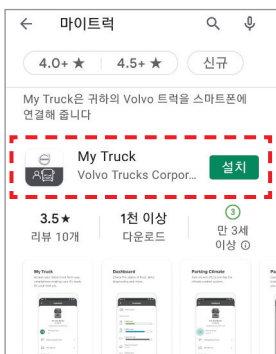 마이트럭
4.0+ ★ 4.5+ ★ 신규
My Truck은 귀하의 Volvo 트럭을 스마트폰에
연결해 줍니다
My Truck
Volvo Trucks Corpor...
설치
3.5★ 1천 이상 ③
리뷰 10개 다운로드 만 3세
이상
My Truck Dashboard Parking Climate